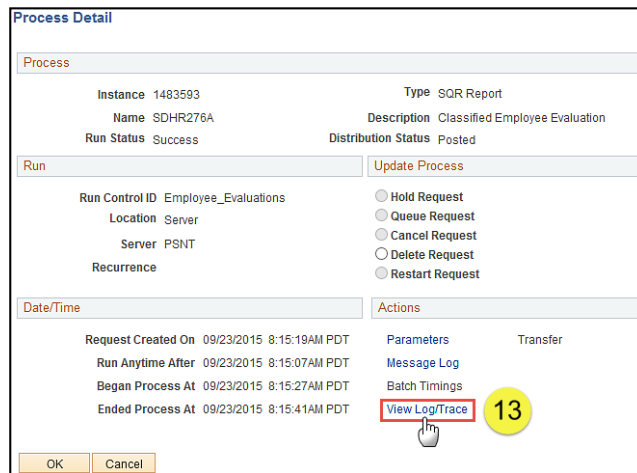 Process Detail
Process
Instance 1483593
Type SQR Report
Name SDHR276A
Description Classified Employee Evaluation
Run Status Success
Distribution Status Posted
Run
Run Control ID Employee_Evaluations
Location Server
Server PSNT
Recurrence
Update Process
Hold Request
Queue Request
Cancel Request
Delete Request
Restart Request
Date/Time
Request Created On 09/23/2015 8:15:19AM PDT
Run Anytime After 09/23/2015 8:15:07AM PDT
Began Process At 09/23/2015 8:15:27AM PDT
Ended Process At 09/23/2015 8:15:41AM PDT
Actions
Parameters Transfer
Message Log
Batch Timings
View Log/Trace 13
OK Cancel